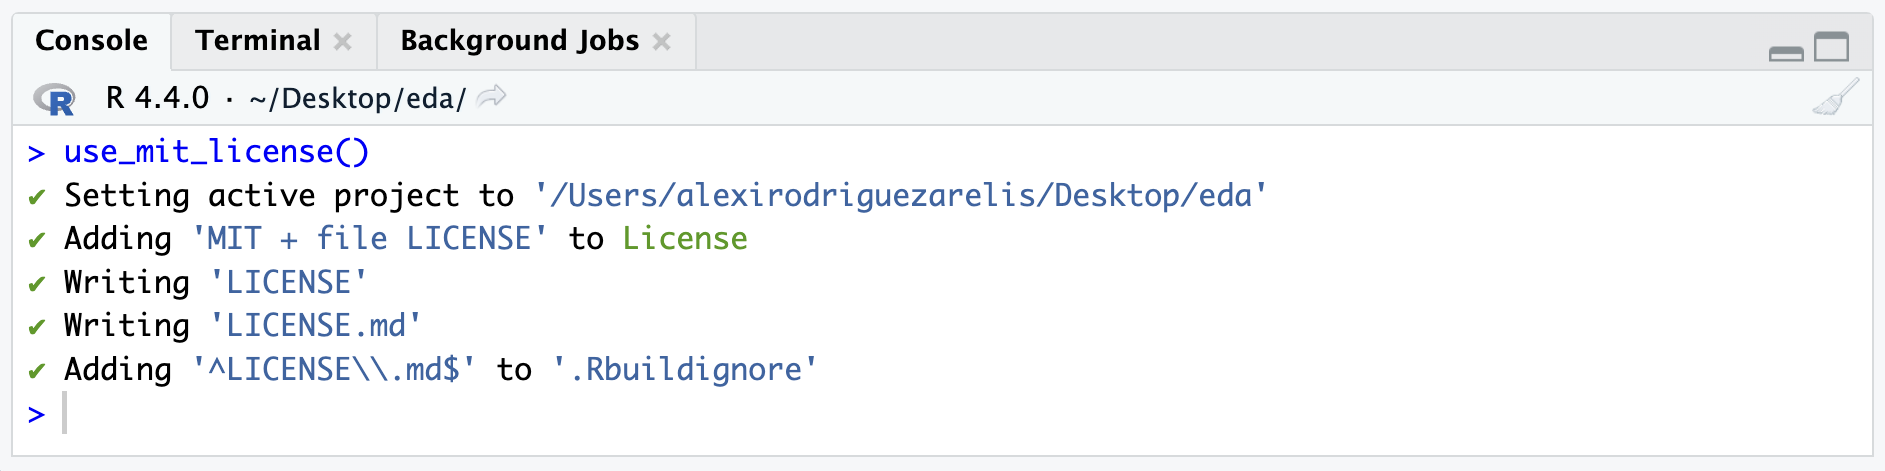 Console Terminal Background Jobs
R R 4.4.0 · ~/Desktop/eda/
> use_mit_license()
✔ Setting active project to '/Users/alexirodriguezarelis/Desktop/eda'
✔ Adding 'MIT + file LICENSE' to License
✔ Writing 'LICENSE'
✔ Writing 'LICENSE.md'
✔ Adding '^LICENSE\\.md$' to '.Rbuildignore'
>